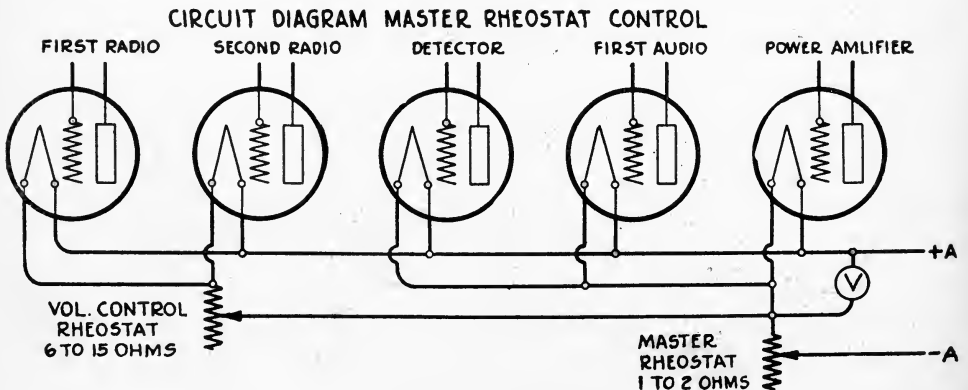 CIRCUIT DIAGRAM MASTER RHEOSTAT CONTROL
FIRST RADIO
SECOND RADIO
DETECTOR
FIRST AUDIO
POWER AMLIFIER
+A
V
VOL. CONTROL
RHEOSTAT
6 TO 15 OHMS
MASTER
RHEOSTAT
1 TO 2 OHMS
-A